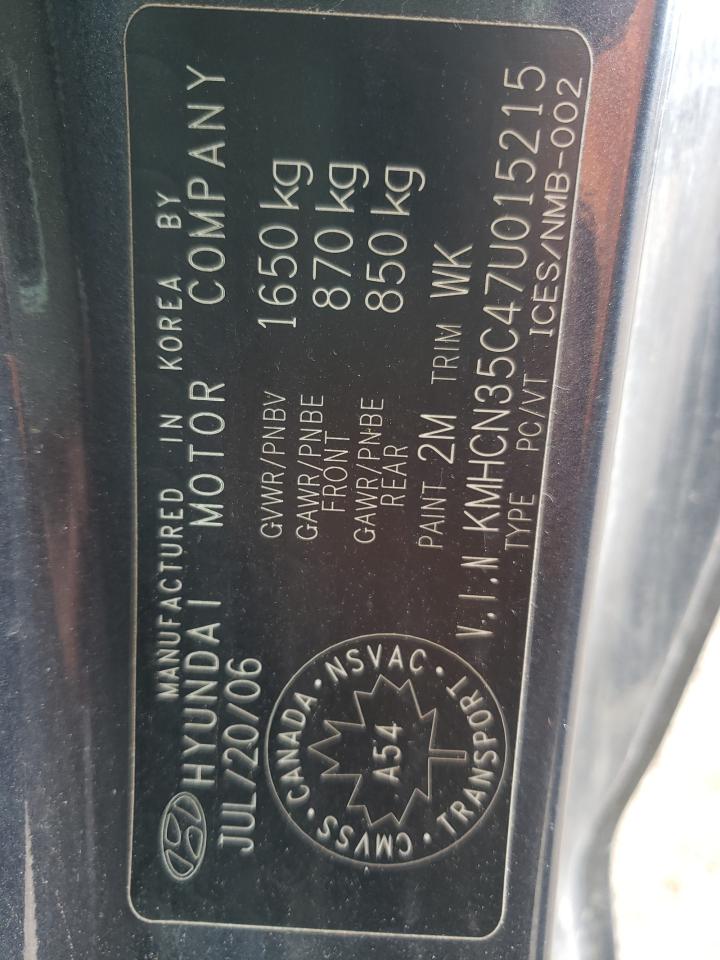 MANUFACTURED IN KOREA BY
HYUNDAI MOTOR COMPANY
JUL/20/06
GVWR/PNBV 1650 kg
GAWR/PNBE FRONT 870 kg
GAWR/PNBE REAR 850 kg
PAINT 2M TRIM WK
V.I.N KMHCN35C47U015215
TYPE PC/VT ICES/NMB-002
CMVSS · CANADA · NSVAC · TRANSPORT ·
A54